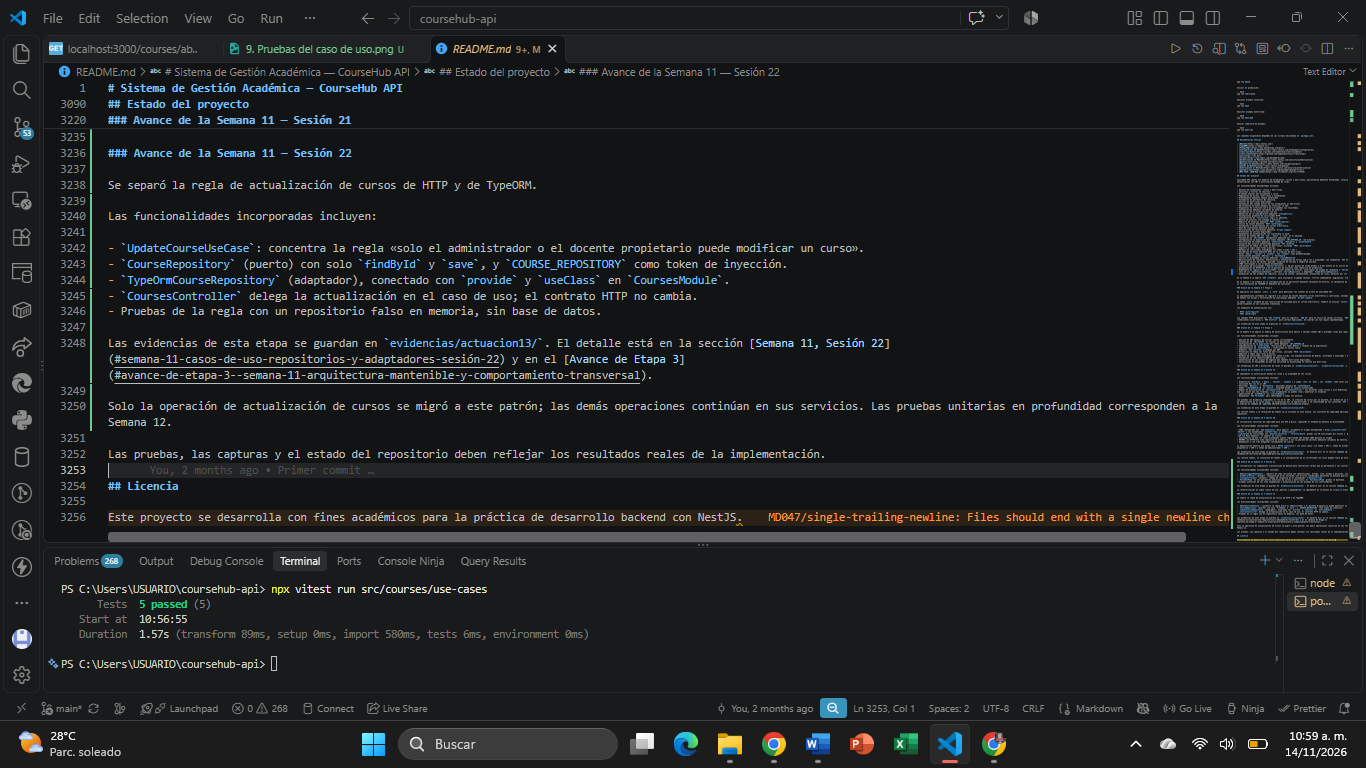 File Edit Selection View Go Run ··· coursehub-api
GET localhost:3000/courses/ab.. 9. Pruebas del caso de uso.png U README.md 9+, M
README.md > # Sistema de Gestión Académica — CourseHub API > ## Estado del proyecto > ### Avance de la Semana 11 — Sesión 22 Text Editor
1 # Sistema de Gestión Académica — CourseHub API
3090 ## Estado del proyecto
3220 ### Avance de la Semana 11 — Sesión 21
3235
3236 ### Avance de la Semana 11 — Sesión 22
3237
3238 Se separó la regla de actualización de cursos de HTTP y de TypeORM.
3239
3240 Las funcionalidades incorporadas incluyen:
3241
3242 - `UpdateCourseUseCase`: concentra la regla «solo el administrador o el docente propietario puede modificar un curso».
3243 - `CourseRepository` (puerto) con solo `findById` y `save`, y `COURSE_REPOSITORY` como token de inyección.
3244 - `TypeOrmCourseRepository` (adaptador), conectado con `provide` y `useClass` en `CoursesModule`.
3245 - `CoursesController` delega la actualización en el caso de uso; el contrato HTTP no cambia.
3246 - Pruebas de la regla con un repositorio falso en memoria, sin base de datos.
3247
3248 Las evidencias de esta etapa se guardan en `evidencias/actuacion13/`. El detalle está en la sección [Semana 11, Sesión 22]
(#semana-11-casos-de-uso-repositorios-y-adaptadores-sesión-22) y en el [Avance de Etapa 3]
(#avance-de-etapa-3--semana-11-arquitectura-mantenible-y-comportamiento-transversal).
3249
3250 Solo la operación de actualización de cursos se migró a este patrón; las demás operaciones continúan en sus servicios. Las pruebas unitarias en profundidad corresponden a la
Semana 12.
3251
3252 Las pruebas, las capturas y el estado del repositorio deben reflejar los resultados reales de la implementación.
3253 You, 2 months ago • Primer commit …
3254 ## Licencia
3255
3256 Este proyecto se desarrolla con fines académicos para la práctica de desarrollo backend con NestJS. MD047/single-trailing-newline: Files should end with a single newline ch
53
Problems 268 Output Debug Console Terminal Ports Console Ninja Query Results
PS C:\Users\USUARIO\coursehub-api> npx vitest run src/courses/use-cases
Tests 5 passed (5)
Start at 10:56:55
Duration 1.57s (transform 89ms, setup 0ms, import 580ms, tests 6ms, environment 0ms)
PS C:\Users\USUARIO\coursehub-api>
node
po...
main* Launchpad 0 268 Connect Live Share You, 2 months ago Ln 3253, Col 1 Spaces: 2 UTF-8 CRLF Markdown Go Live Ninja Prettier
28°C
Parc. soleado
Buscar
10:59 a. m.
14/11/2026